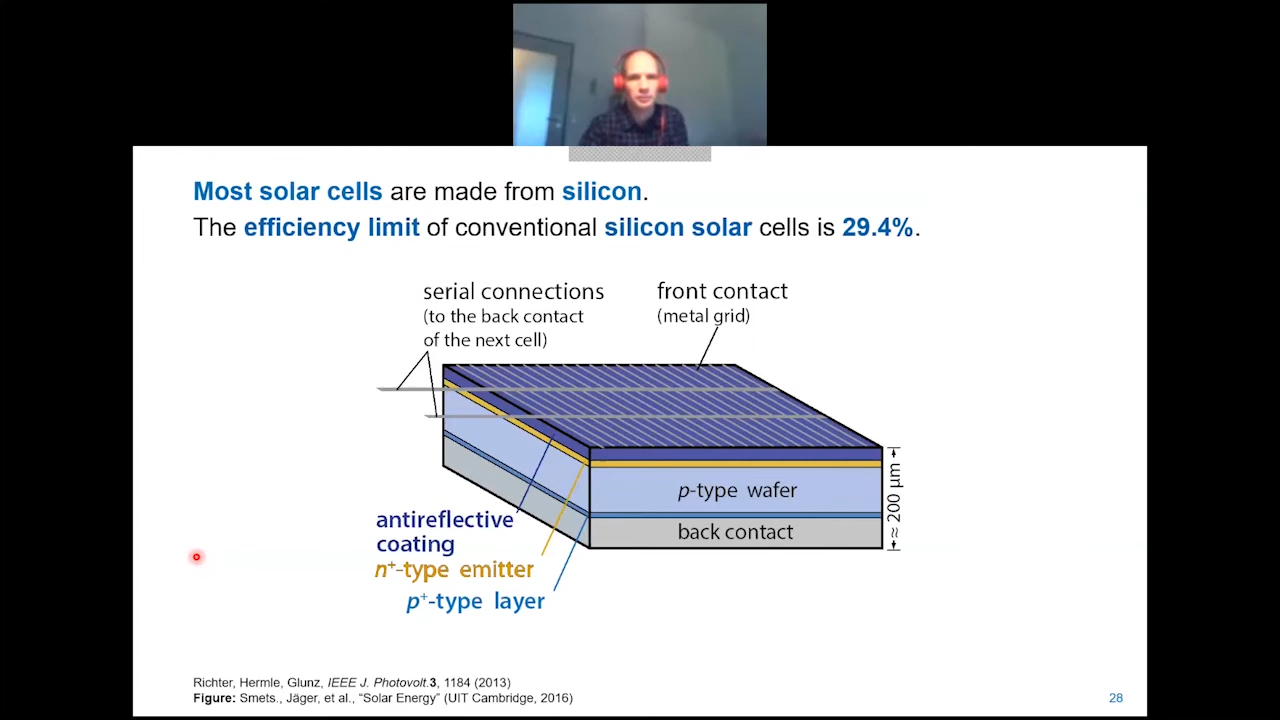 Most solar cells are made from silicon.
The efficiency limit of conventional silicon solar cells is 29.4%.
serial connections
(to the back contact
of the next cell)
front contact
(metal grid)
p-type wafer
back contact
≈ 200 μm
antireflective
coating
n⁺-type emitter
p⁺-type layer
Richter, Hermle, Glunz, IEEE J. Photovolt.3, 1184 (2013)
Figure: Smets., Jäger, et al., “Solar Energy” (UIT Cambridge, 2016)
28